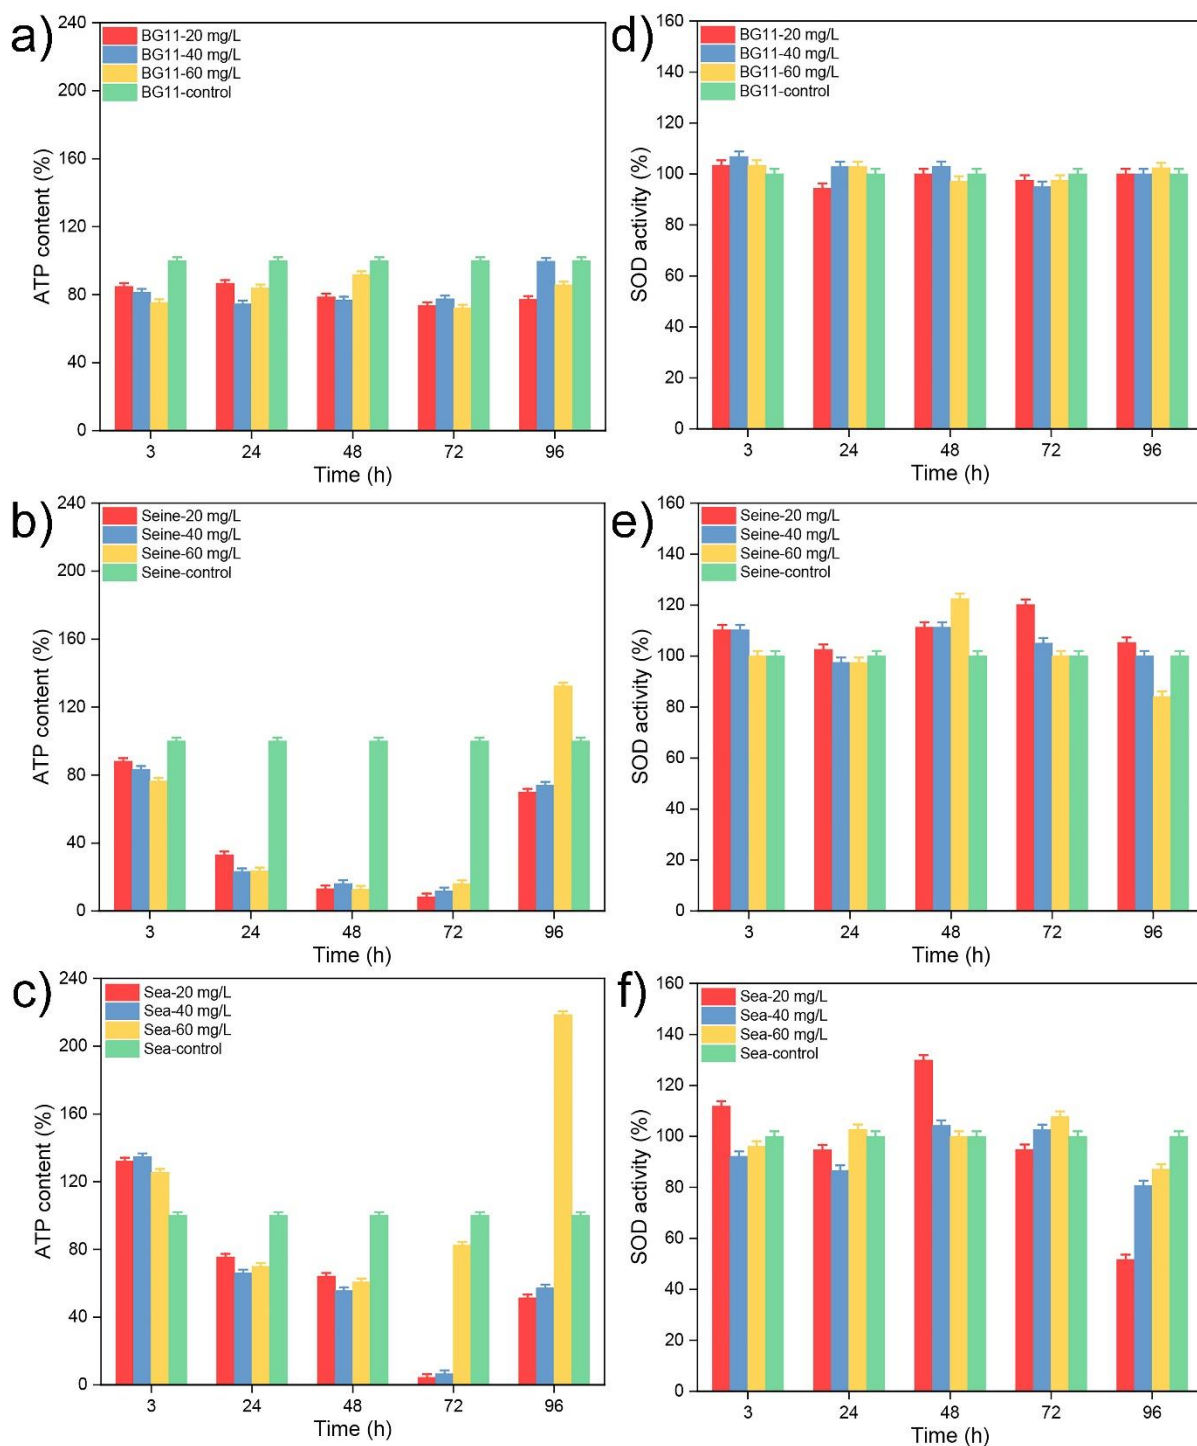 a)
240
200
160
120
80
40
0
ATP content (%)
BG11-20 mg/L
BG11-40 mg/L
BG11-60 mg/L
BG11-control
3 24 48 72 96
Time (h)
d)
160
140
120
100
80
60
40
20
0
SOD activity (%)
BG11-20 mg/L
BG11-40 mg/L
BG11-60 mg/L
BG11-control
3 24 48 72 96
Time (h)
b)
240
200
160
120
80
40
0
ATP content (%)
Seine-20 mg/L
Seine-40 mg/L
Seine-60 mg/L
Seine-control
3 24 48 72 96
Time (h)
e)
160
140
120
100
80
60
40
20
0
SOD activity (%)
Seine-20 mg/L
Seine-40 mg/L
Seine-60 mg/L
Seine-control
3 24 48 72 96
Time (h)
c)
240
200
160
120
80
40
0
ATP content (%)
Sea-20 mg/L
Sea-40 mg/L
Sea-60 mg/L
Sea-control
3 24 48 72 96
Time (h)
f)
160
140
120
100
80
60
40
20
0
SOD activity (%)
Sea-20 mg/L
Sea-40 mg/L
Sea-60 mg/L
Sea-control
3 24 48 72 96
Time (h)